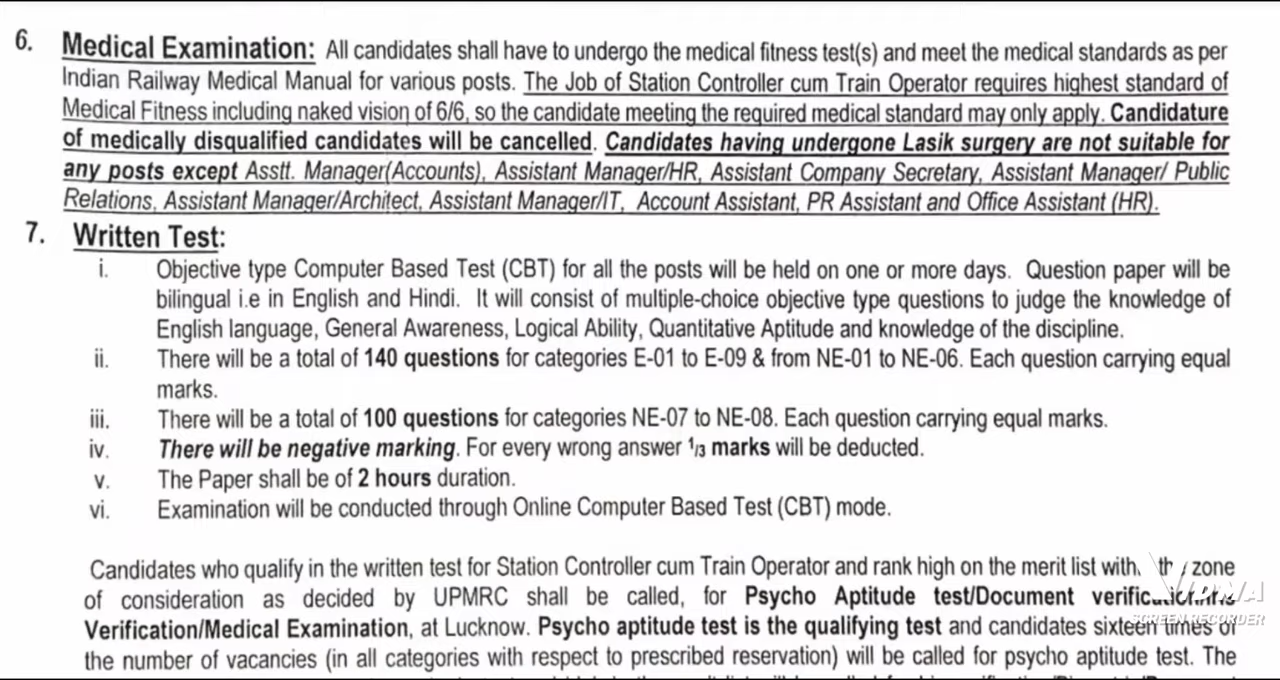 6. Medical Examination: All candidates shall have to undergo the medical fitness test(s) and meet the medical standards as per
Indian Railway Medical Manual for various posts. The Job of Station Controller cum Train Operator requires highest standard of
Medical Fitness including naked vision of 6/6, so the candidate meeting the required medical standard may only apply. Candidature
of medically disqualified candidates will be cancelled. Candidates having undergone Lasik surgery are not suitable for
any posts except Asstt. Manager(Accounts), Assistant Manager/HR, Assistant Company Secretary, Assistant Manager/ Public
Relations, Assistant Manager/Architect, Assistant Manager/IT, Account Assistant, PR Assistant and Office Assistant (HR).
7. Written Test:
i. Objective type Computer Based Test (CBT) for all the posts will be held on one or more days. Question paper will be
bilingual i.e in English and Hindi. It will consist of multiple-choice objective type questions to judge the knowledge of
English language, General Awareness, Logical Ability, Quantitative Aptitude and knowledge of the discipline.
ii. There will be a total of 140 questions for categories E-01 to E-09 & from NE-01 to NE-06. Each question carrying equal
marks.
iii. There will be a total of 100 questions for categories NE-07 to NE-08. Each question carrying equal marks.
iv. There will be negative marking. For every wrong answer 1/3 marks will be deducted.
v. The Paper shall be of 2 hours duration.
vi. Examination will be conducted through Online Computer Based Test (CBT) mode.
Candidates who qualify in the written test for Station Controller cum Train Operator and rank high on the merit list zone
of consideration as decided by UPMRC shall be called, for Psycho Aptitude test/Document
Verification/Medical Examination, at Lucknow. Psycho aptitude test is the qualifying test and candidates sixteen times of
the number of vacancies (in all categories with respect to prescribed reservation) will be called for psycho aptitude test. The
VIDMA
SCREEN RECORDER